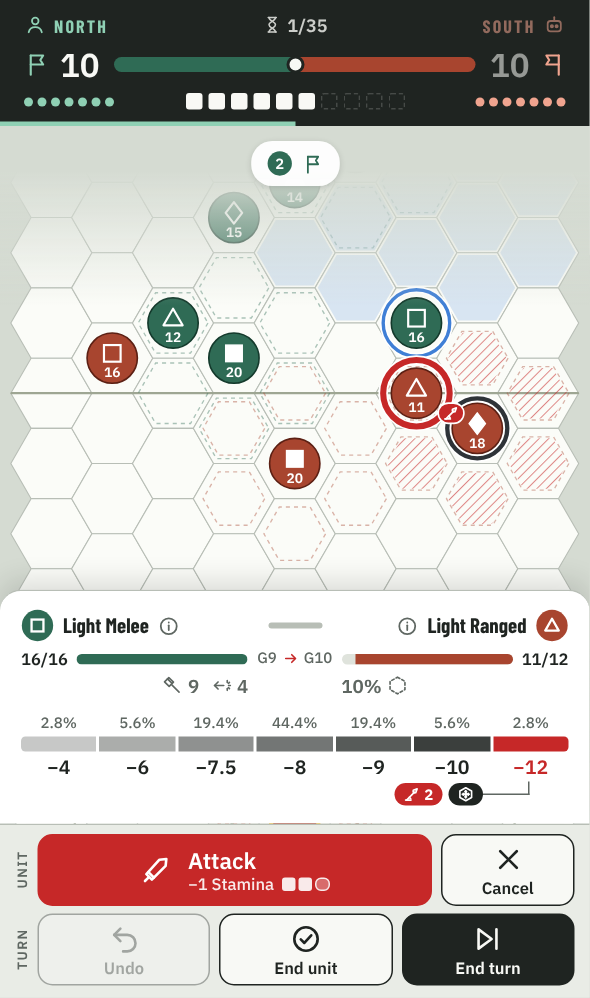 NORTH
1/35
SOUTH
10
10
2
14
15
12
16
16
20
11
18
20
Light Melee
Light Ranged
16/16
G9 → G10
11/12
9
4
10%
2.8% 5.6% 19.4% 44.4% 19.4% 5.6% 2.8%
−4 −6 −7.5 −8 −9 −10 −12
2
UNIT
Attack
−1 Stamina
Cancel
TURN
Undo
End unit
End turn